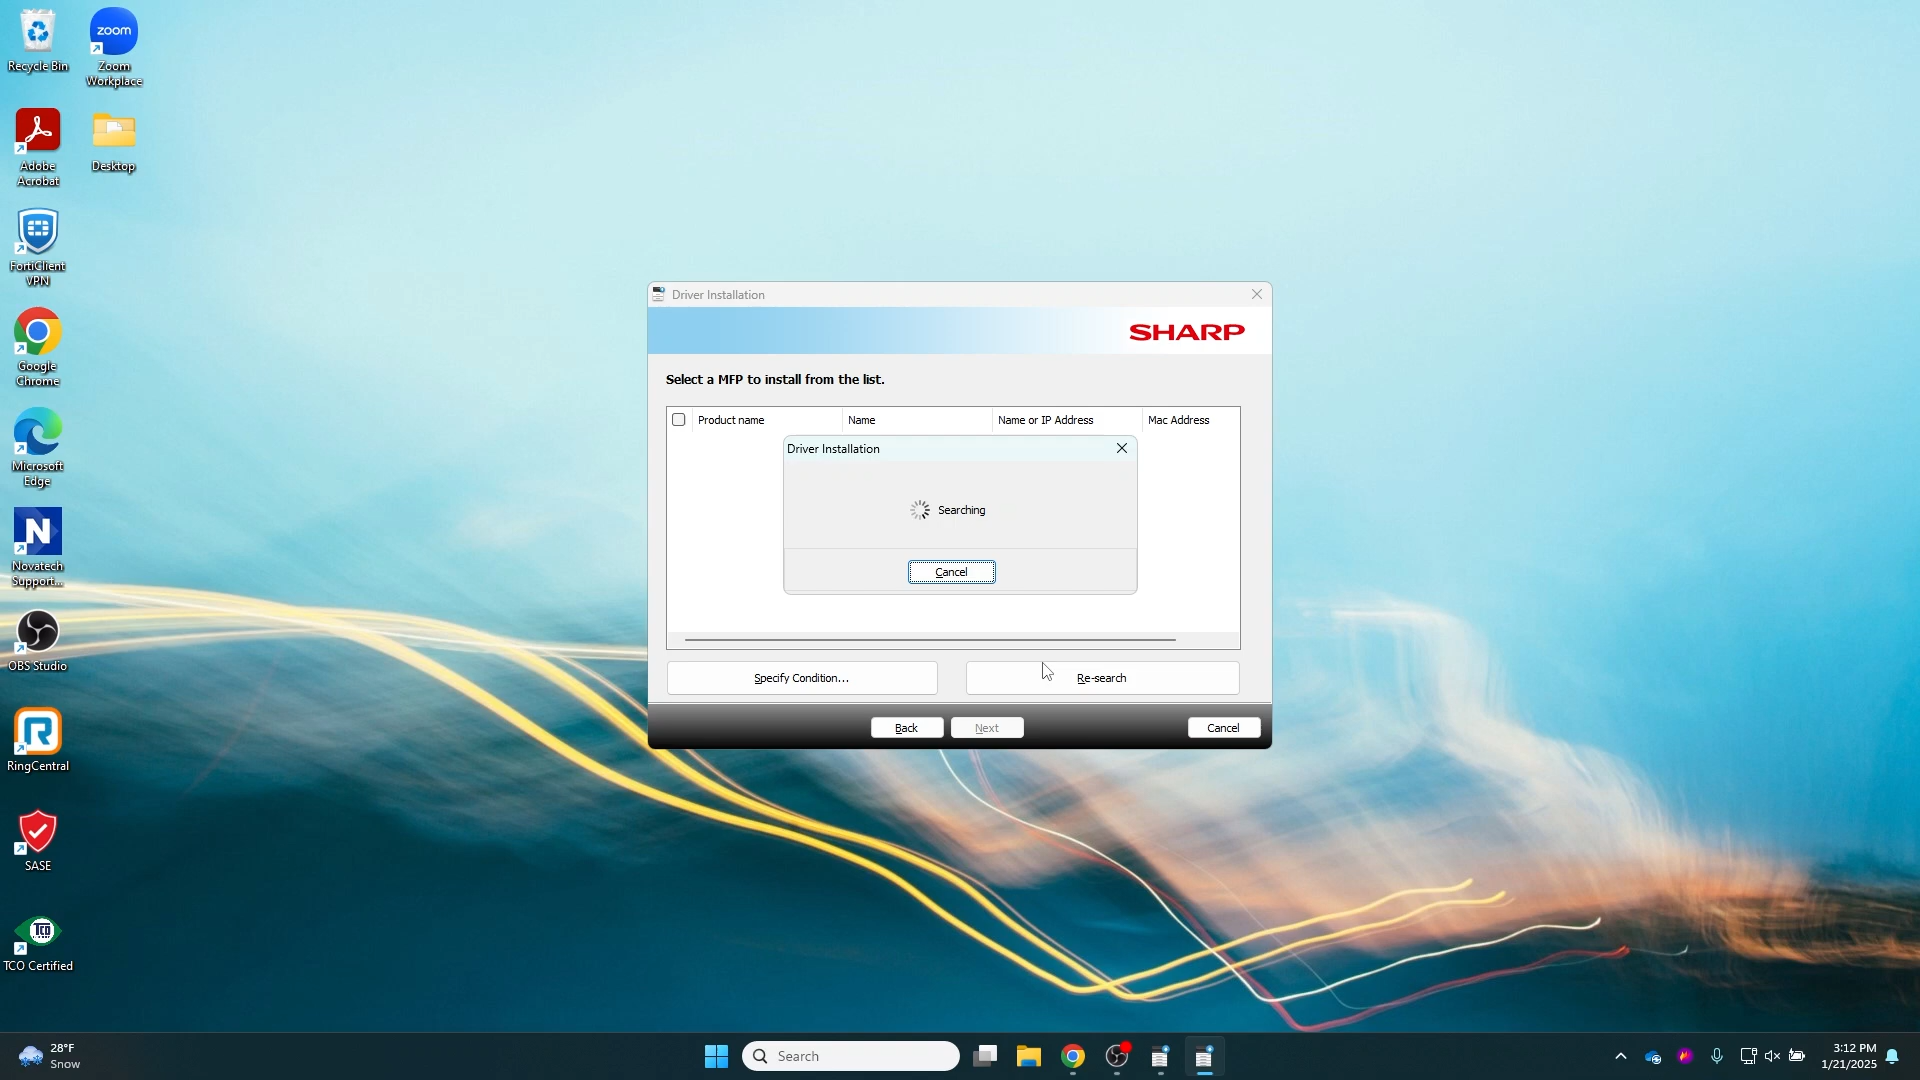 Recycle Bin
zoom
Zoom
Workplace
Adobe
Acrobat
Desktop
FortiClient
VPN
Google
Chrome
Microsoft
Edge
N
Novatech
Support...
OBS Studio
R
RingCentral
SASE
TCO
TCO Certified
Driver Installation
SHARP
Select a MFP to install from the list.
Product name
Name
Name or IP Address
Mac Address
Driver Installation
Searching
Cancel
Specify Condition...
Re-search
Back
Next
Cancel
28°F
Snow
Search
3:12 PM
1/21/2025